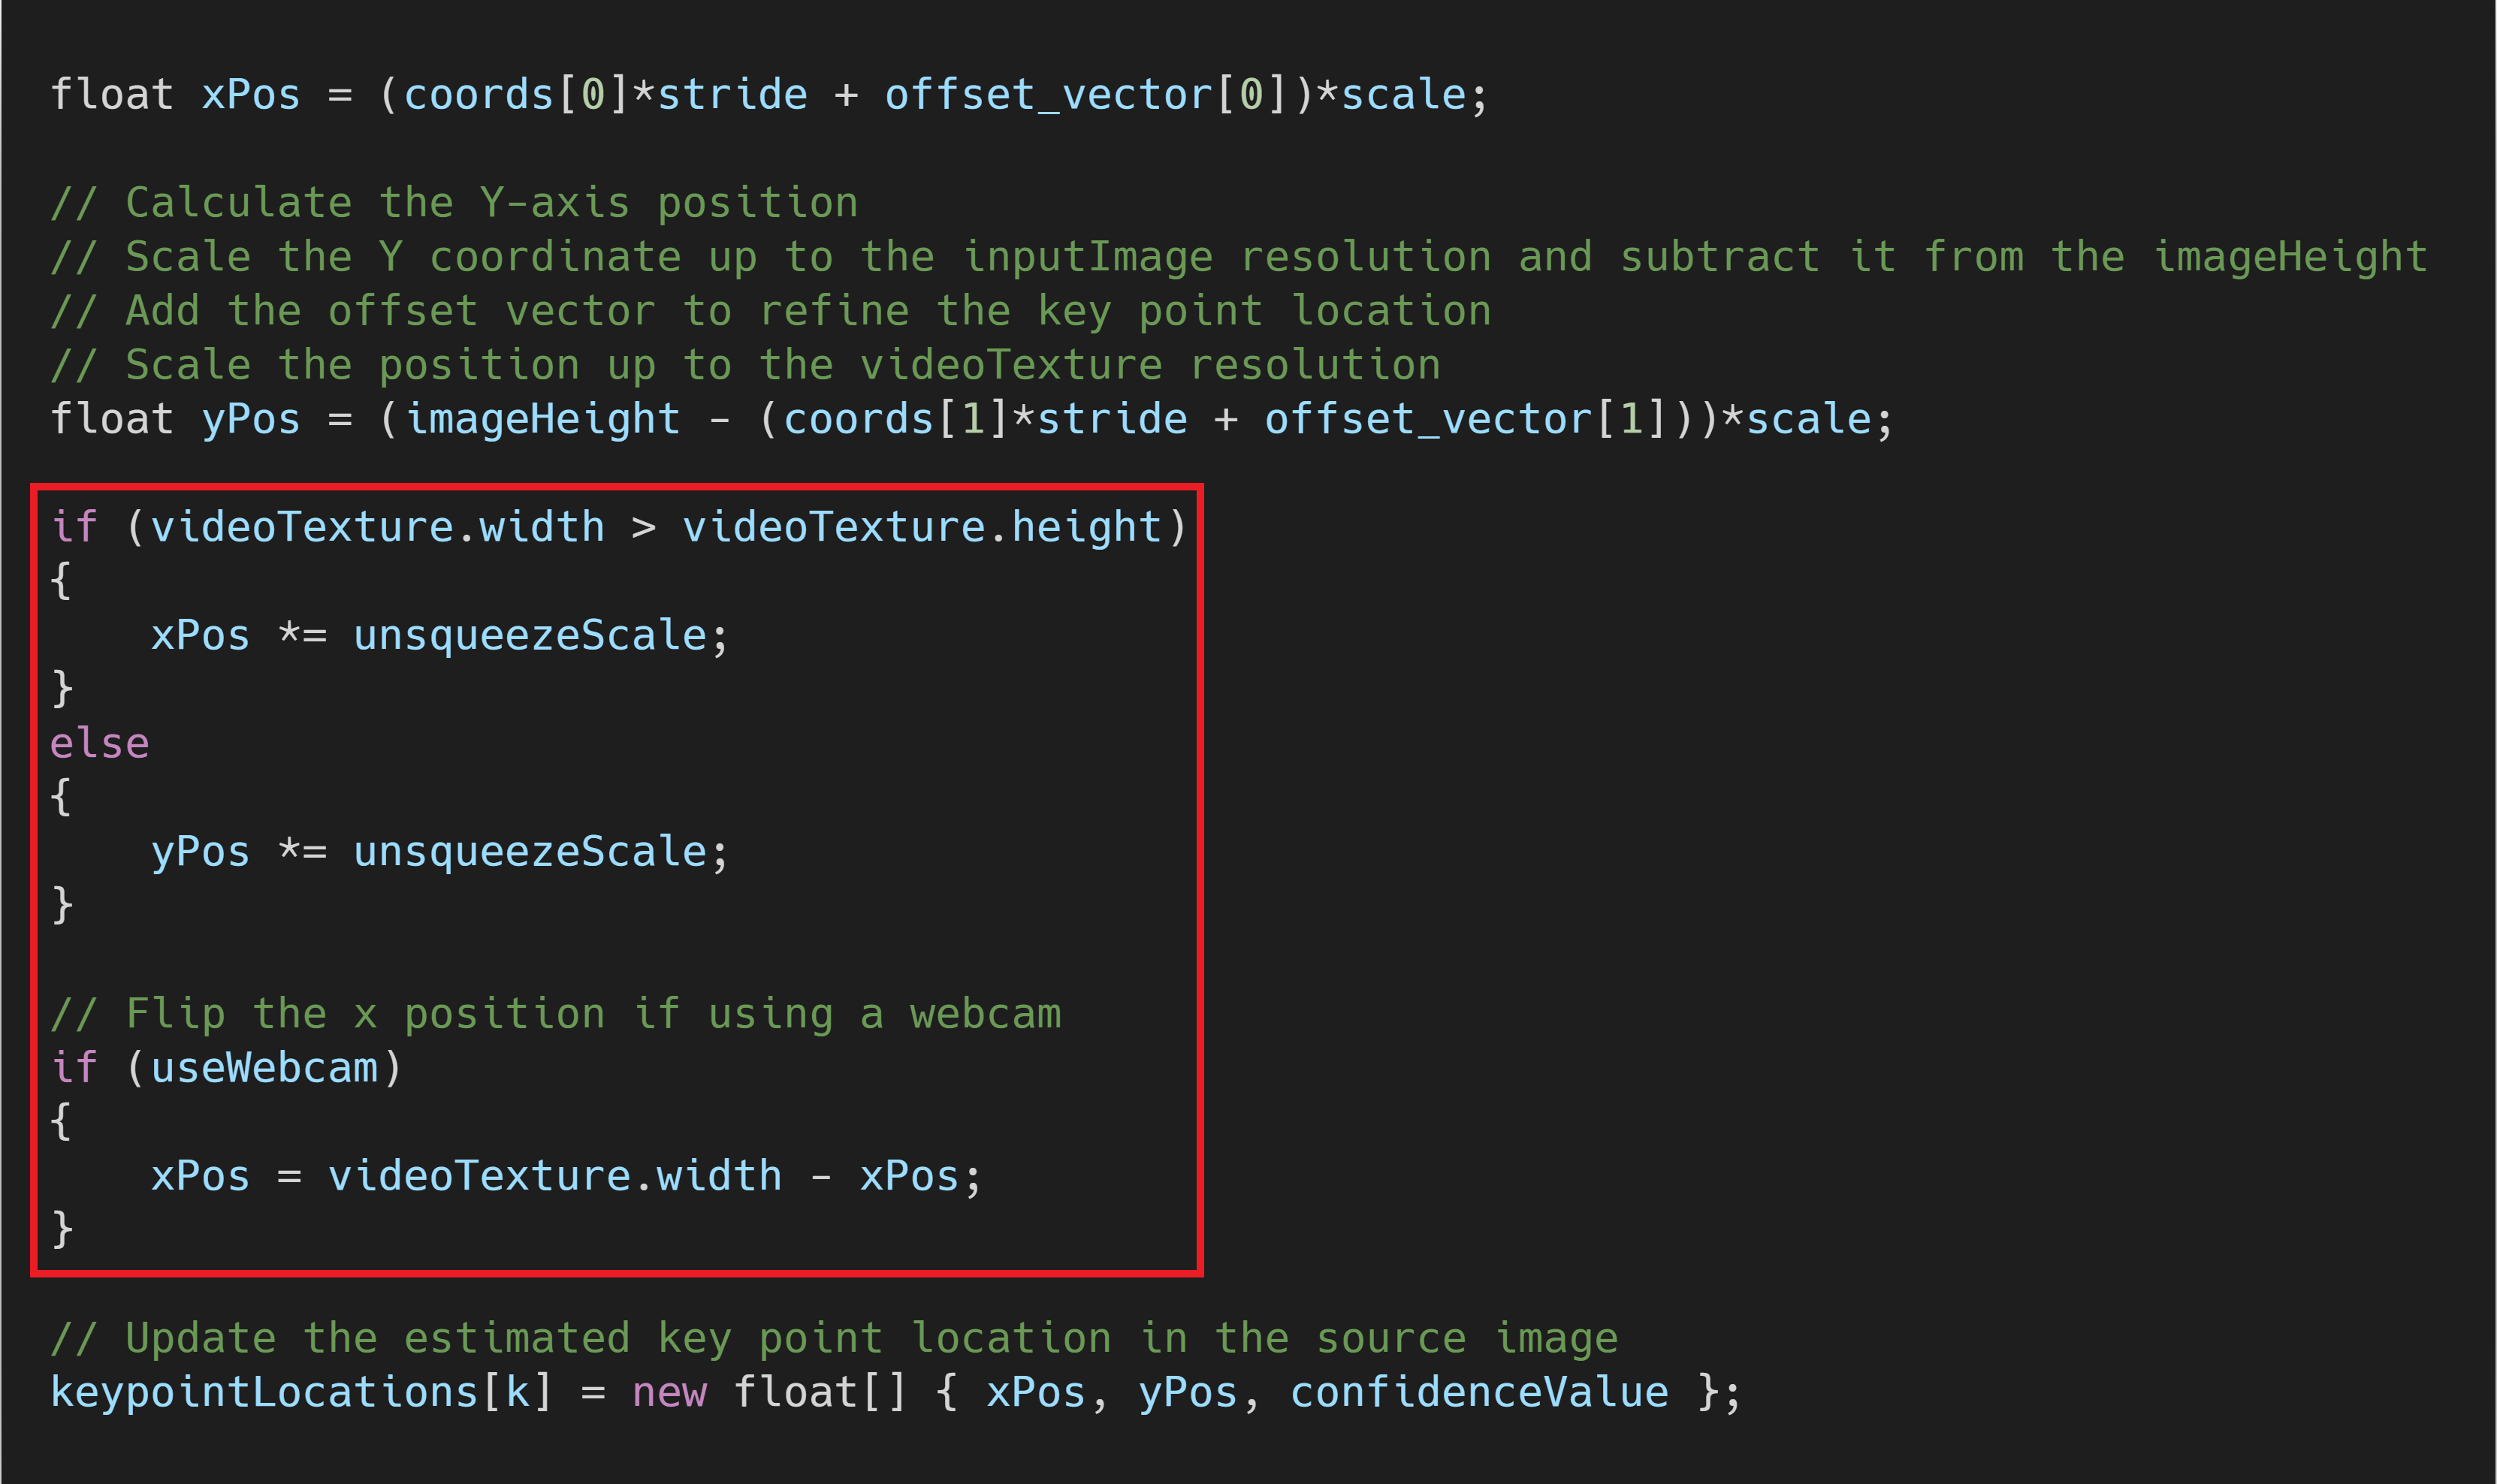 float xPos = (coords[0]*stride + offset_vector[0])*scale;
// Calculate the Y-axis position
// Scale the Y coordinate up to the inputImage resolution and subtract it from the imageHeight
// Add the offset vector to refine the key point location
// Scale the position up to the videoTexture resolution
float yPos = (imageHeight - (coords[1]*stride + offset_vector[1]))*scale;
if (videoTexture.width > videoTexture.height)
{
    xPos *= unsqueezeScale;
}
else
{
    yPos *= unsqueezeScale;
}
// Flip the x position if using a webcam
if (useWebcam)
{
    xPos = videoTexture.width - xPos;
}
// Update the estimated key point location in the source image
keypointLocations[k] = new float[] { xPos, yPos, confidenceValue };